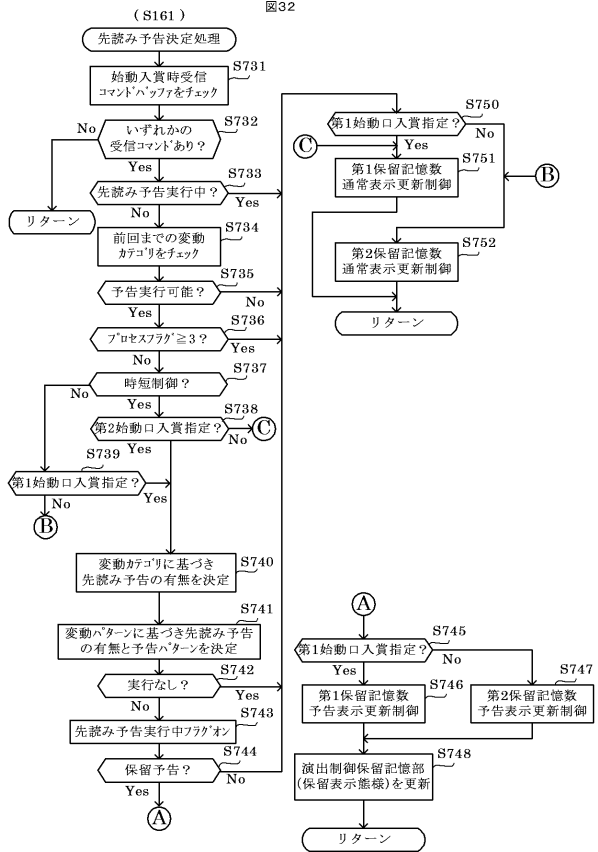 図32
(S161)
先読み予告決定処理
S731
始動入賞時受信
コマンドバッファをチェック
S732
いずれかの
受信コマンドあり？
No
Yes
リターン
S733
先読み予告実行中？
Yes
No
S734
前回までの変動
カテゴリをチェック
S735
予告実行可能？
No
Yes
S736
プロセスフラグ≧3？
Yes
No
S737
時短制御？
No
Yes
S738
第2始動口入賞指定？
No
C
Yes
S739
第1始動口入賞指定？
Yes
No
B
S740
変動カテゴリに基づき
先読み予告の有無を決定
S741
変動パターンに基づき先読み予告
の有無と予告パターンを決定
S742
実行なし？
Yes
No
S743
先読み予告実行中フラグオン
S744
保留予告？
No
Yes
A
S750
第1始動口入賞指定？
No
Yes
C
B
S751
第1保留記憶数
通常表示更新制御
S752
第2保留記憶数
通常表示更新制御
リターン
A
S745
第1始動口入賞指定？
No
Yes
S746
第1保留記憶数
予告表示更新制御
S747
第2保留記憶数
予告表示更新制御
S748
演出制御保留記憶部
(保留表示態様)を更新
リターン